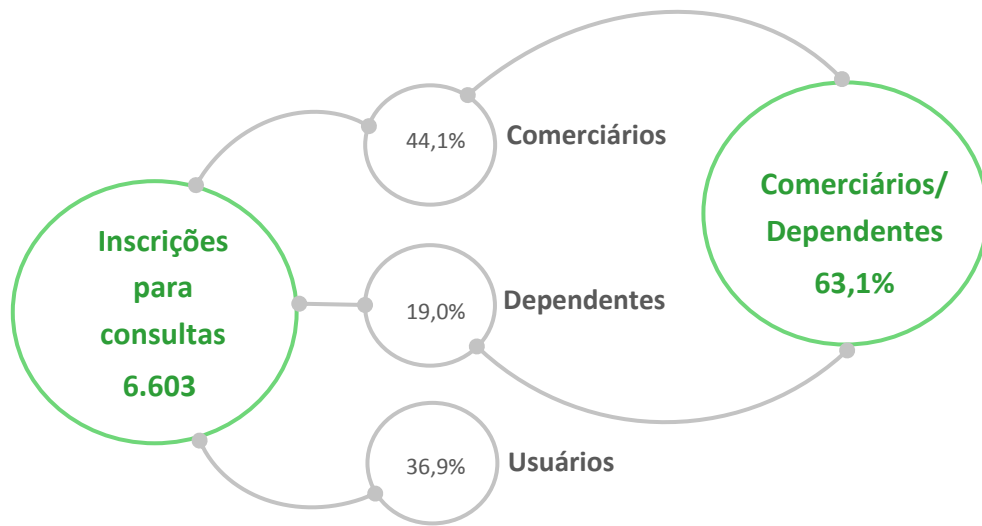 Inscrições
para
consultas
6.603
44,1%
Comerciários
19,0%
Dependentes
36,9%
Usuários
Comerciários/
Dependentes
63,1%